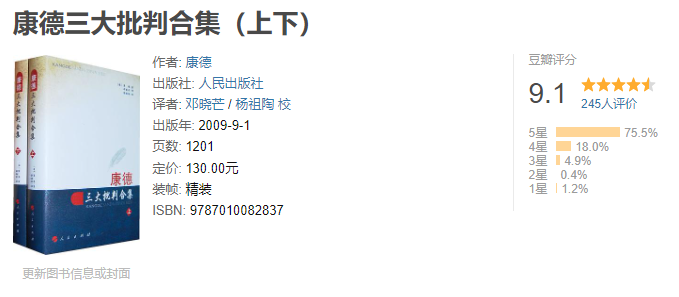 康德三大批判合集（上下）
作者: 康德
出版社: 人民出版社
译者: 邓晓芒 / 杨祖陶 校
出版年: 2009-9-1
页数: 1201
定价: 130.00元
装帧: 精装
ISBN: 9787010082837
豆瓣评分
9.1
245人评价
5星 75.5%
4星 18.0%
3星 4.9%
2星 0.4%
1星 1.2%
康德
三大批判合集
人民出版社
更新图书信息或封面